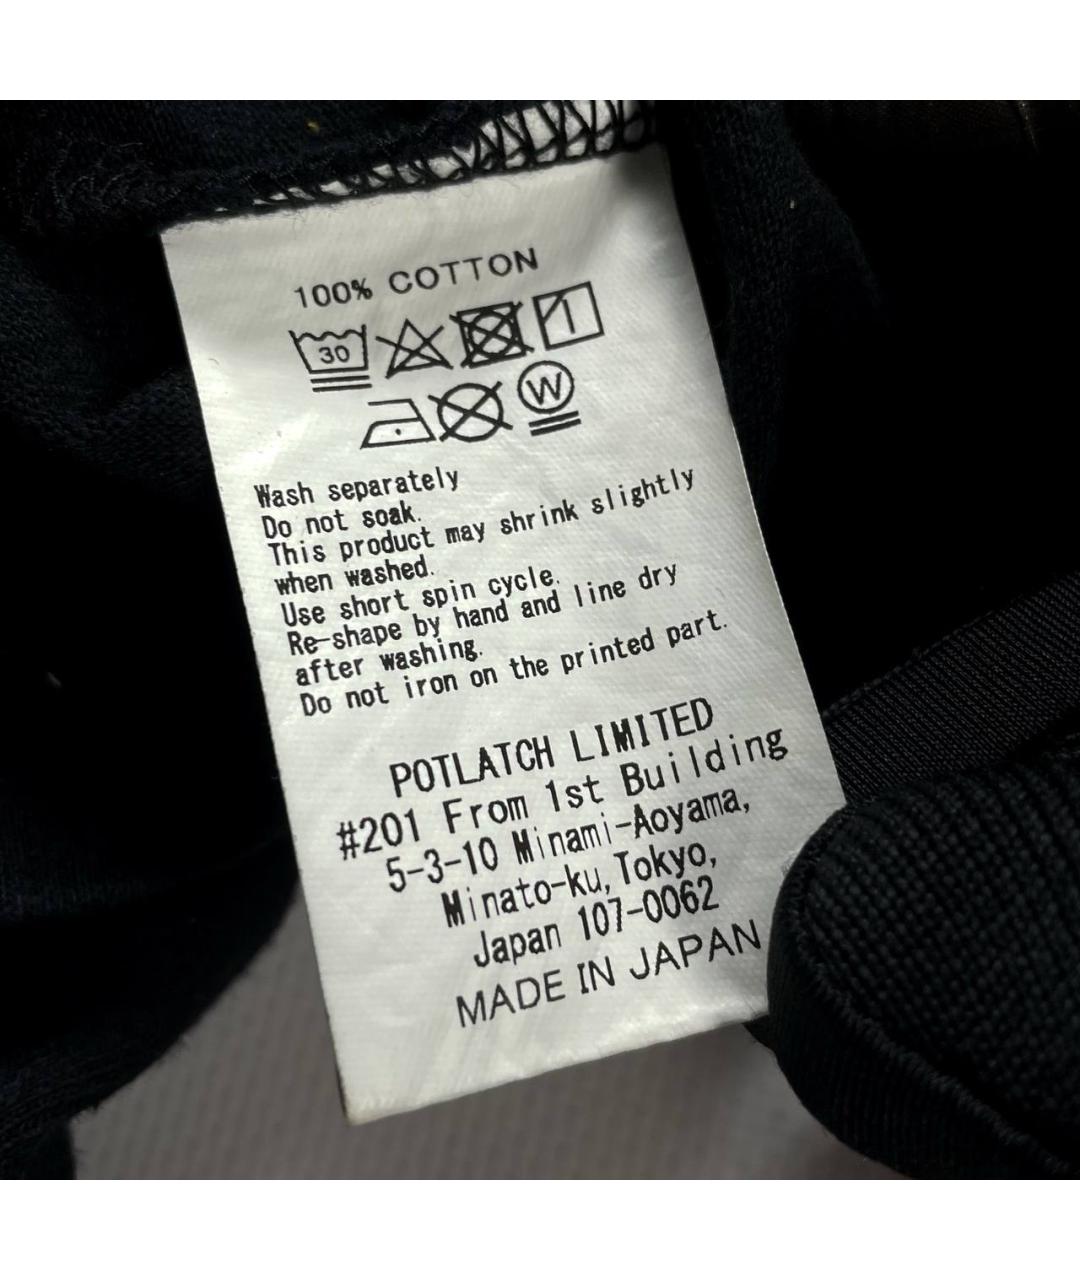 100% COTTON
30
W
Wash separately
Do not soak.
This product may shrink slightly
when washed.
Use short spin cycle.
Re-shape by hand and line dry
after washing.
Do not iron on the printed part.
POTLATCH LIMITED
#201 From 1st Building
5-3-10 Minami-Aoyama,
Minato-ku, Tokyo,
Japan 107-0062
MADE IN JAPAN